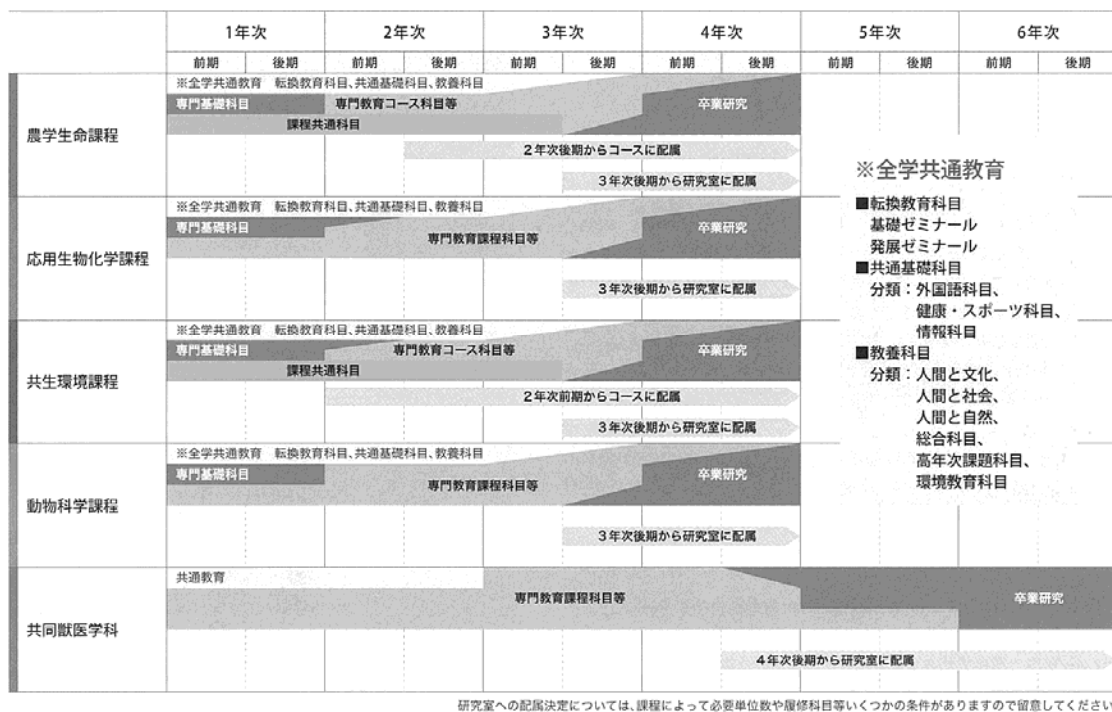 1年次 2年次 3年次 4年次 5年次 6年次
前期 後期 前期 後期 前期 後期 前期 後期 前期 後期 前期 後期
農学生命課程
※全学共通教育 転換教育科目、共通基礎科目、教養科目
専門基礎科目 専門教育コース科目等 卒業研究
課程共通科目
2年次後期からコースに配属
3年次後期から研究室に配属
応用生物化学課程
※全学共通教育 転換教育科目、共通基礎科目、教養科目
専門基礎科目 専門教育課程科目等 卒業研究
3年次後期から研究室に配属
共生環境課程
※全学共通教育 転換教育科目、共通基礎科目、教養科目
専門基礎科目 専門教育コース科目等 卒業研究
課程共通科目
2年次前期からコースに配属
3年次後期から研究室に配属
動物科学課程
※全学共通教育 転換教育科目、共通基礎科目、教養科目
専門基礎科目 専門教育課程科目等 卒業研究
3年次後期から研究室に配属
共同獣医学科
共通教育
専門教育課程科目等 卒業研究
4年次後期から研究室に配属
※全学共通教育
■転換教育科目
基礎ゼミナール
発展ゼミナール
■共通基礎科目
分類：外国語科目、
健康・スポーツ科目、
情報科目
■教養科目
分類：人間と文化、
人間と社会、
人間と自然、
総合科目、
高年次課題科目、
環境教育科目
研究室への配属決定については、課程によって必要単位数や履修科目等いくつかの条件がありますので留意してください